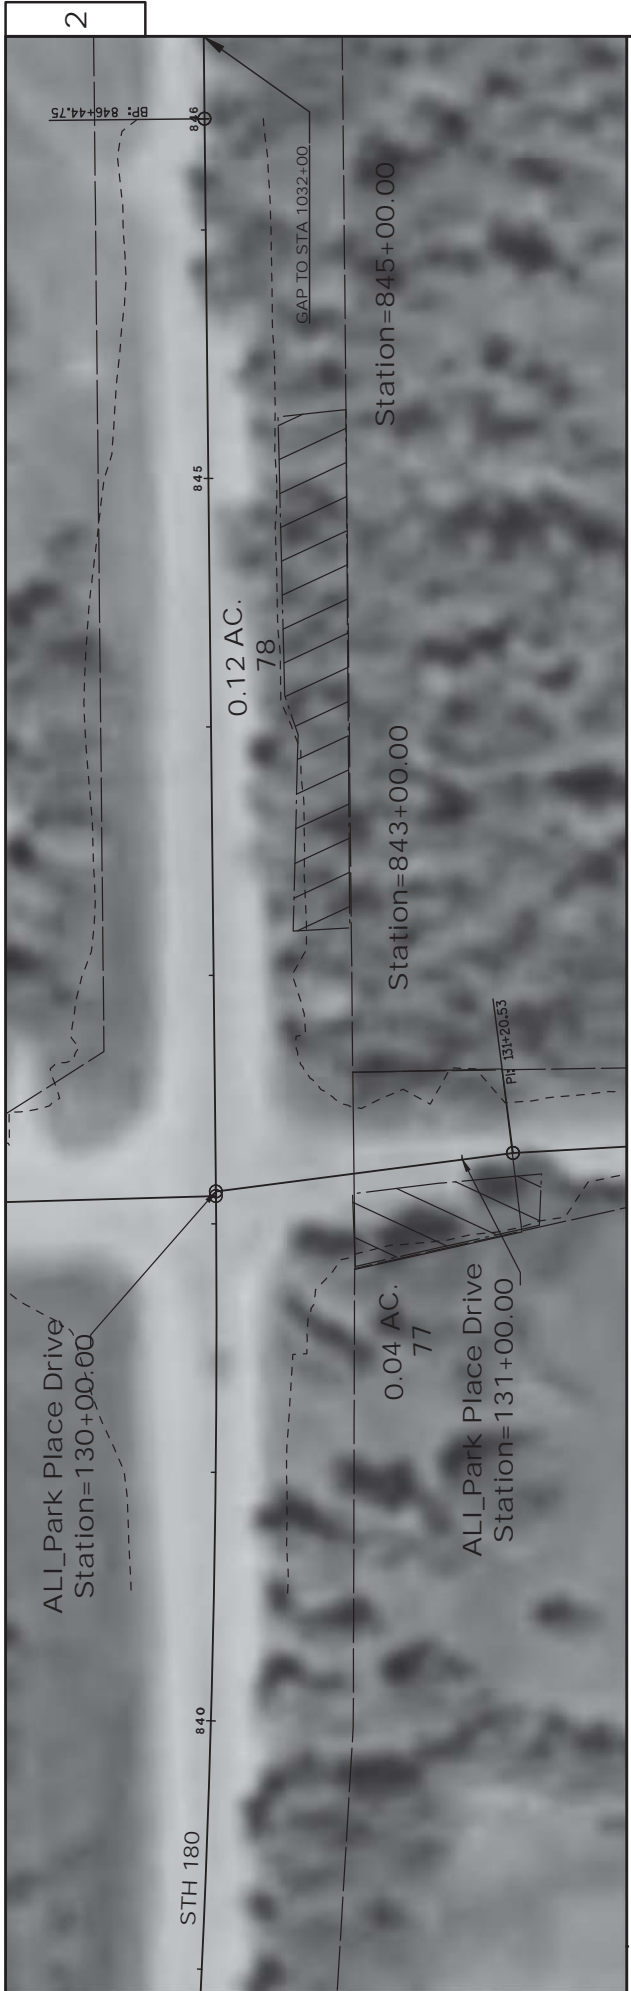 2
BP: 846+44.75
846
GAP TO STA 1032+00
Station=845+00.00
845
0.12 AC.
78
Station=843+00.00
PI: 131+20.53
ALI_Park Place Drive
Station=130+00.00
0.04 AC.
77
ALI_Park Place Drive
Station=131+00.00
840
STH 180